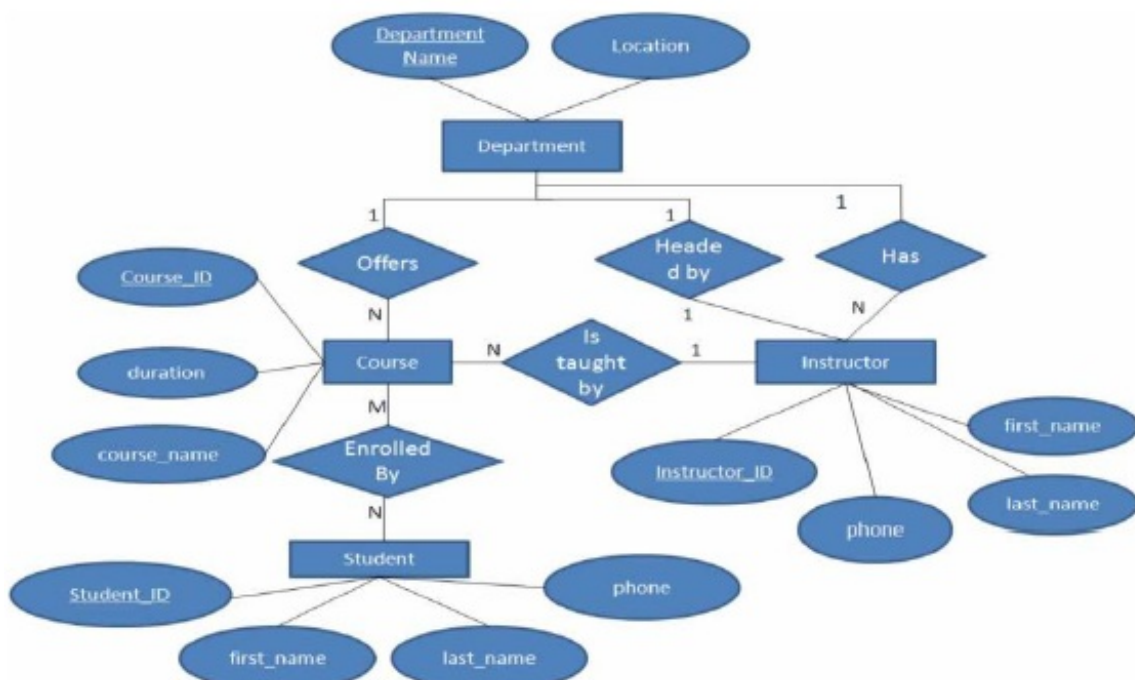 Department
Name
Location
Department
1
1
1
Offers
Heade
d by
Has
Course_ID
N
1
N
Is
taught
by
duration
Course
N
1
Instructor
M
course_name
Enrolled
By
first_name
Instructor_ID
last_name
phone
N
Student
Student_ID
phone
first_name
last_name